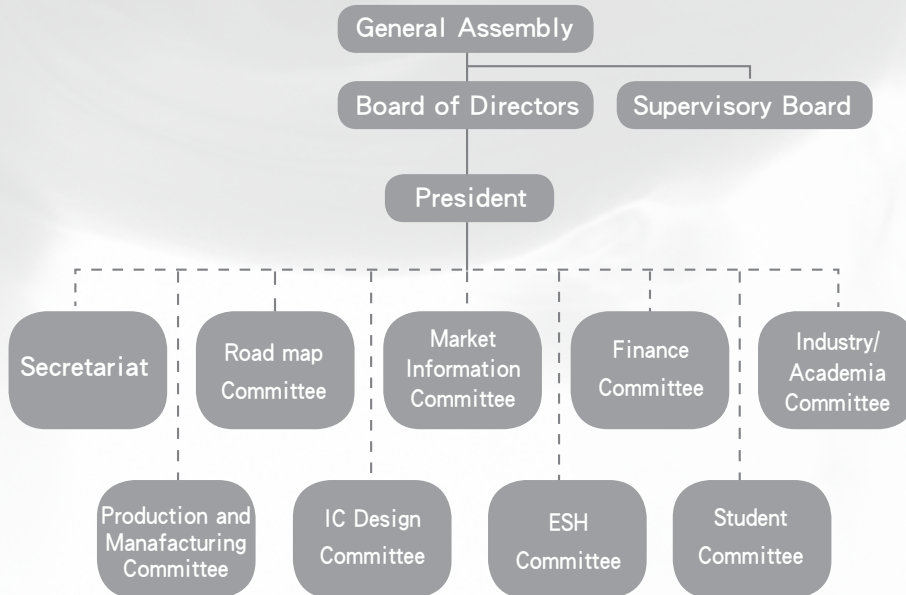 General Assembly
Board of Directors
Supervisory Board
President
Secretariat
Road map
Committee
Market
Information
Committee
Finance
Committee
Industry/
Academia
Committee
Production and
Manafacturing
Committee
IC Design
Committee
ESH
Committee
Student
Committee